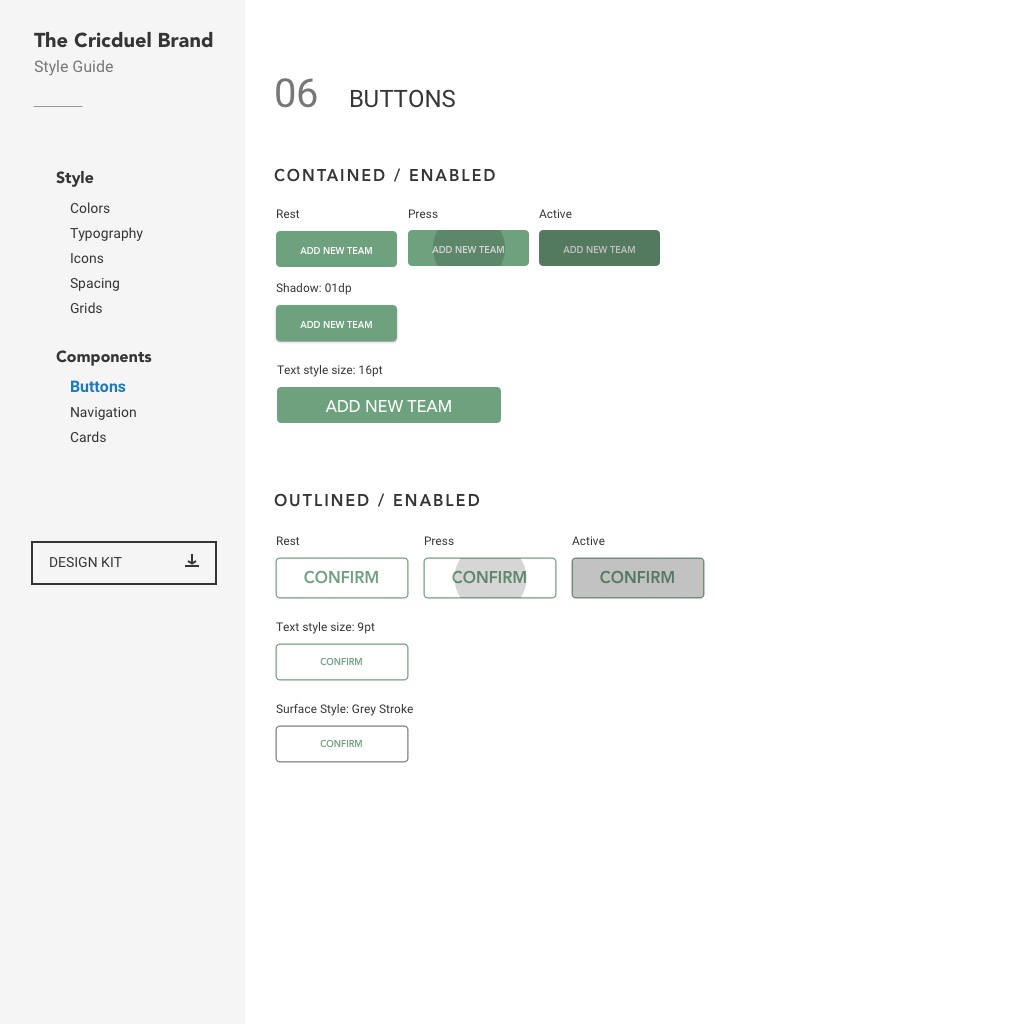 The Cricduel Brand
Style Guide
Style
Colors
Typography
Icons
Spacing
Grids
Components
Buttons
Navigation
Cards
DESIGN KIT
06 BUTTONS
CONTAINED / ENABLED
Rest Press Active
ADD NEW TEAM ADD NEW TEAM ADD NEW TEAM
Shadow: 01dp
ADD NEW TEAM
Text style size: 16pt
ADD NEW TEAM
OUTLINED / ENABLED
Rest Press Active
CONFIRM CONFIRM CONFIRM
Text style size: 9pt
CONFIRM
Surface Style: Grey Stroke
CONFIRM